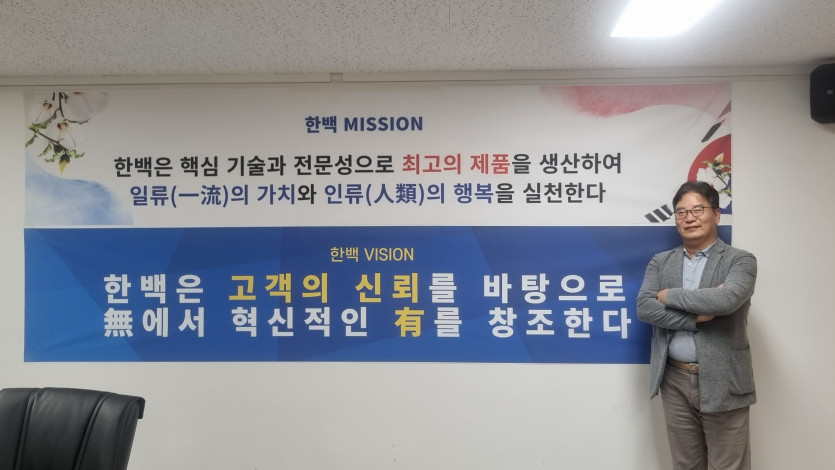 한백 MISSION
한백은 핵심 기술과 전문성으로 최고의 제품을 생산하여
일류(一流)의 가치와 인류(人類)의 행복을 실천한다
한백 VISION
한백은 고객의 신뢰를 바탕으로
無에서 혁신적인 有를 창조한다